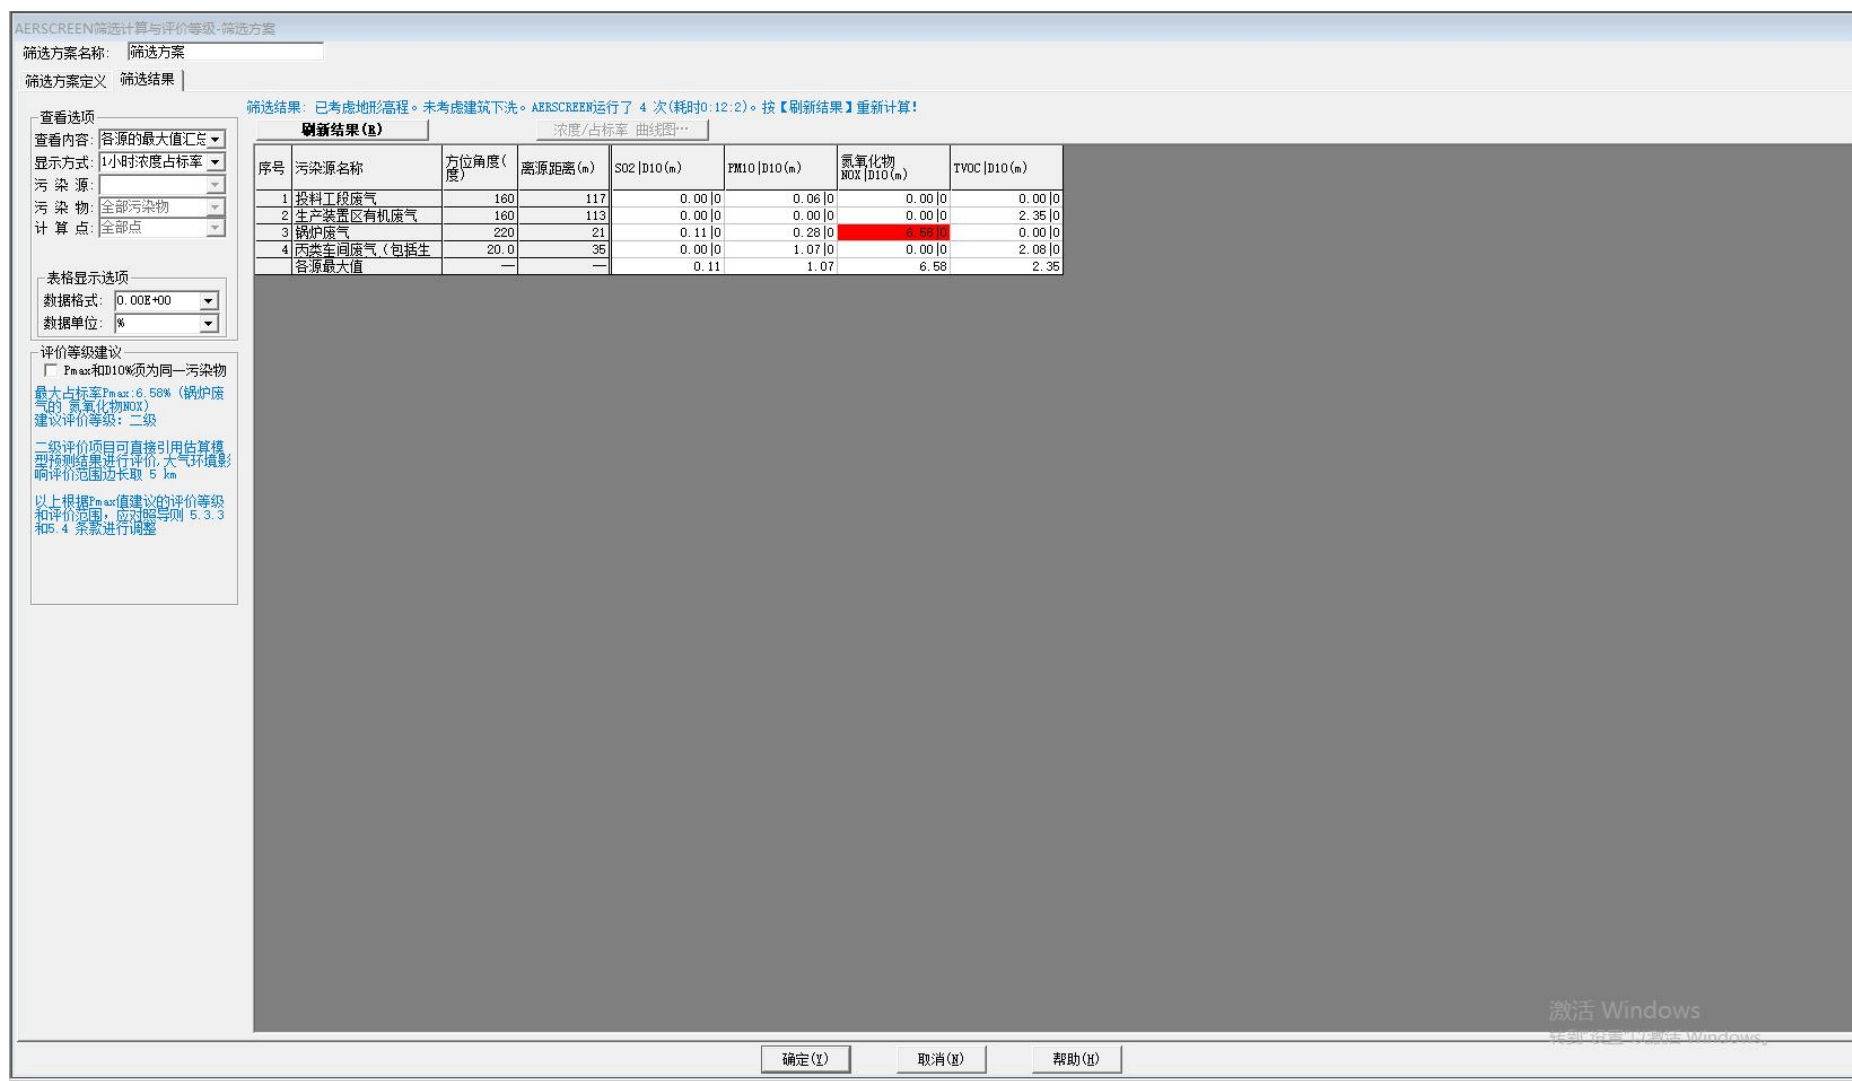 AERSCREEN筛选计算与评价等级-筛选方案
筛选方案名称: 筛选方案
筛选方案定义 筛选结果
筛选结果: 已考虑地形高程。未考虑建筑下洗。AERSCREEN运行了 4 次(耗时0:12:2)。按【刷新结果】重新计算!
刷新结果(R) 浓度/占标率 曲线图…
查看选项
查看内容: 各源的最大值汇总
显示方式: 1小时浓度占标率
污 染 源:
污 染 物: 全部污染物
计 算 点: 全部点
表格显示选项
数据格式: 0.00E+00
数据单位: %
评价等级建议
Pmax和D10%须为同一污染物
最大占标率Pmax:6.58% (锅炉废
气的 氮氧化物NOX)
建议评价等级: 二级
二级评价项目可直接引用估算模
型预测结果进行评价,大气环境影
响评价范围边长取 5 km
以上根据Pmax值建议的评价等级
和评价范围, 应对照导则 5.3.3
和5.4 条款进行调整
序号 污染源名称 方位角度(度) 离源距离(m) SO2|D10(m) PM10|D10(m) 氮氧化物NOX|D10(m) TVOC|D10(m)
1 投料工段废气 160 117 0.00|0 0.06|0 0.00|0 0.00|0
2 生产装置区有机废气 160 113 0.00|0 0.00|0 0.00|0 2.35|0
3 锅炉废气 220 21 0.11|0 0.28|0 6.58|0 0.00|0
4 丙类车间废气（包括生 20.0 35 0.00|0 1.07|0 0.00|0 2.08|0
各源最大值 — — 0.11 1.07 6.58 2.35
激活 Windows
转到"设置"以激活 Windows。
确定(Y) 取消(N) 帮助(H)